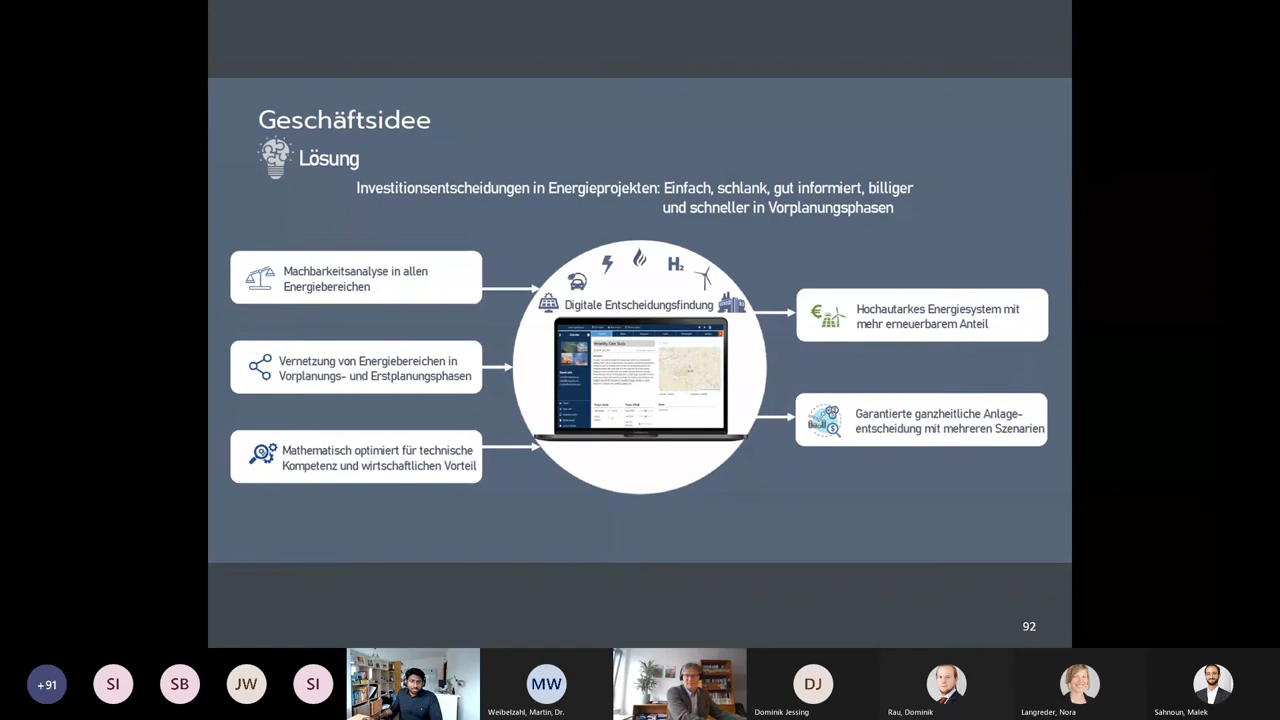 Geschäftsidee
Lösung
Investitionsentscheidungen in Energieprojekten: Einfach, schlank, gut informiert, billiger
und schneller in Vorplanungsphasen
Machbarkeitsanalyse in allen
Energiebereichen
Vernetzung von Ergiebereichen in
Vorplanungs- und Erstplanungsphasen
Mathematisch optimiert für technische
Kompetenz und wirtschaftlichen Vorteil
H₂
Digitale Entscheidungsfindung
Hochautarkes Energiesystem mit
mehr erneuerbarem Anteil
Garantierte ganzheitliche Anlage-
entscheidung mit mehreren Szenarien
92
+91
SI
SB
JW
SI
MW
DJ
Weibelzahl, Martin, Dr.
Dominik Jessing
Rau, Dominik
Langreder, Nora
Sahnoun, Malek